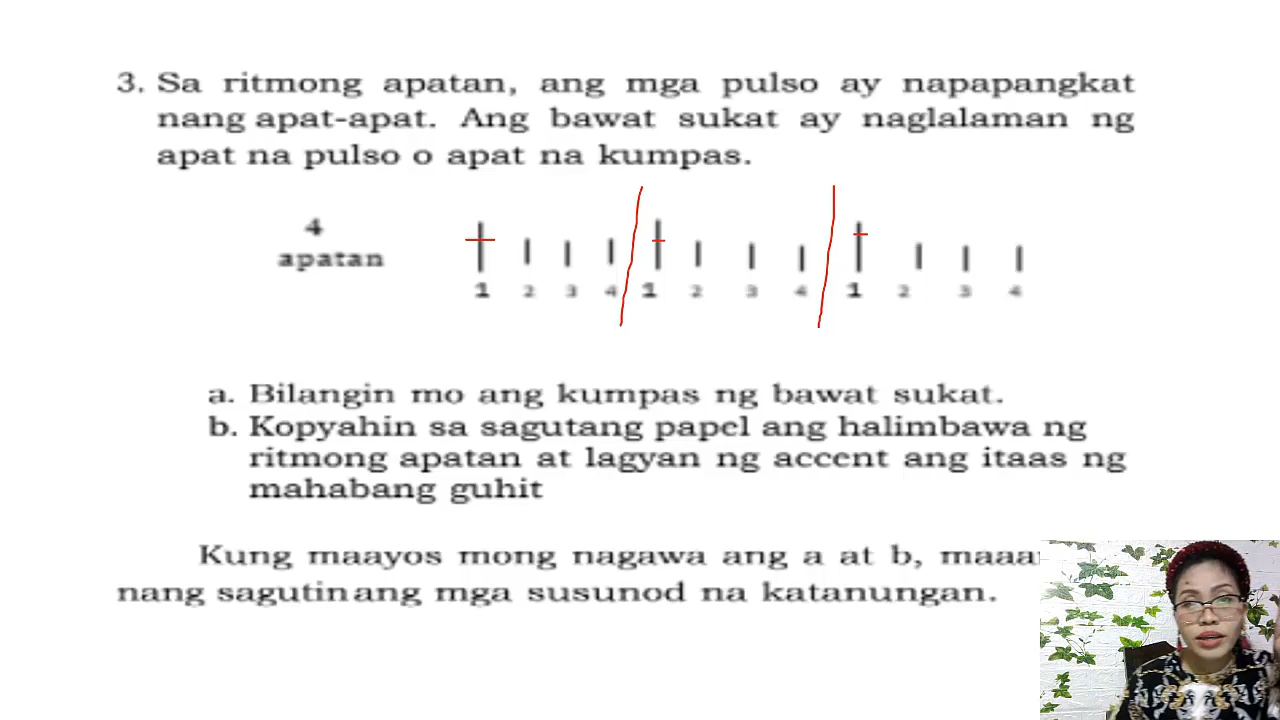 3. Sa ritmong apatan, ang mga pulso ay napapangkat
nang apat-apat. Ang bawat sukat ay naglalaman ng
apat na pulso o apat na kumpas.
4
apatan
1 2 3 4 1 2 3 4 1 2 3 4
a. Bilangin mo ang kumpas ng bawat sukat.
b. Kopyahin sa sagutang papel ang halimbawa ng
ritmong apatan at lagyan ng accent ang itaas ng
mahabang guhit
Kung maayos mong nagawa ang a at b,
nang sagutin ang mga susunod na katanungan.